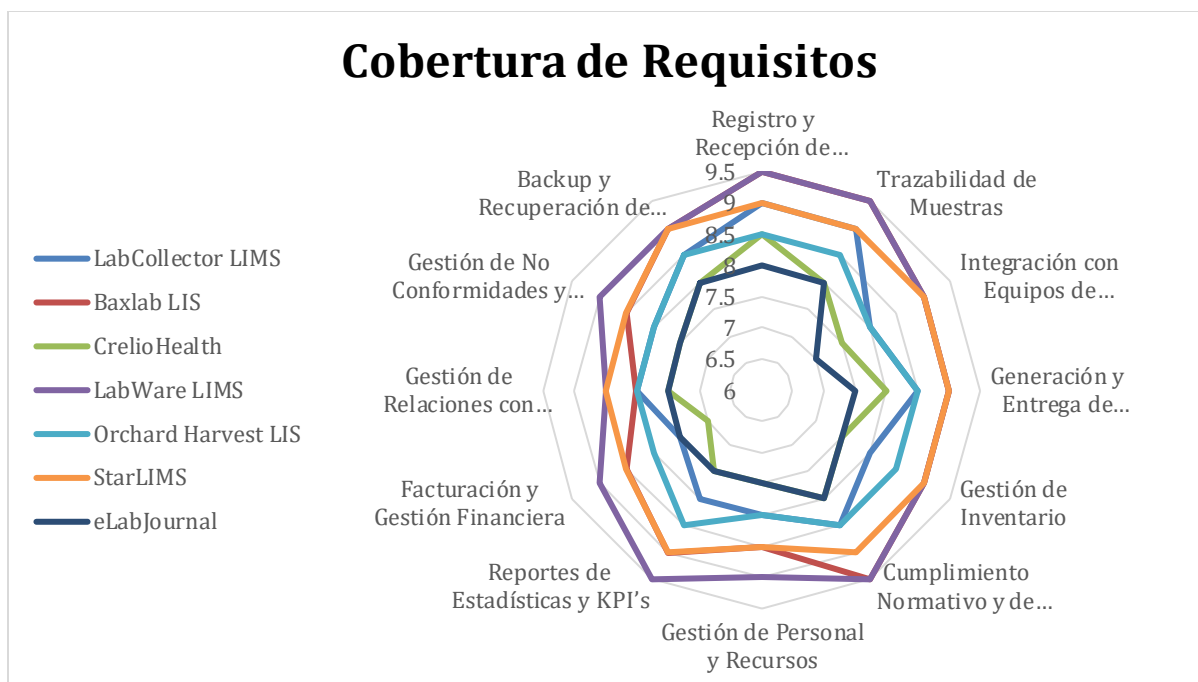 Cobertura de Requisitos
LabCollector LIMS
Baxlab LIS
CrelioHealth
LabWare LIMS
Orchard Harvest LIS
StarLIMS
eLabJournal
Registro y
Recepción de...
Trazabilidad de
Muestras
Integración con
Equipos de...
Generación y
Entrega de...
Gestión de
Inventario
Cumplimiento
Normativo y de...
Gestión de Personal
y Recursos
Reportes de
Estadísticas y KPI’s
Facturación y
Gestión Financiera
Gestión de
Relaciones con...
Gestión de No
Conformidades y...
Backup y
Recuperación de...
9.5
9
8.5
8
7.5
7
6.5
6